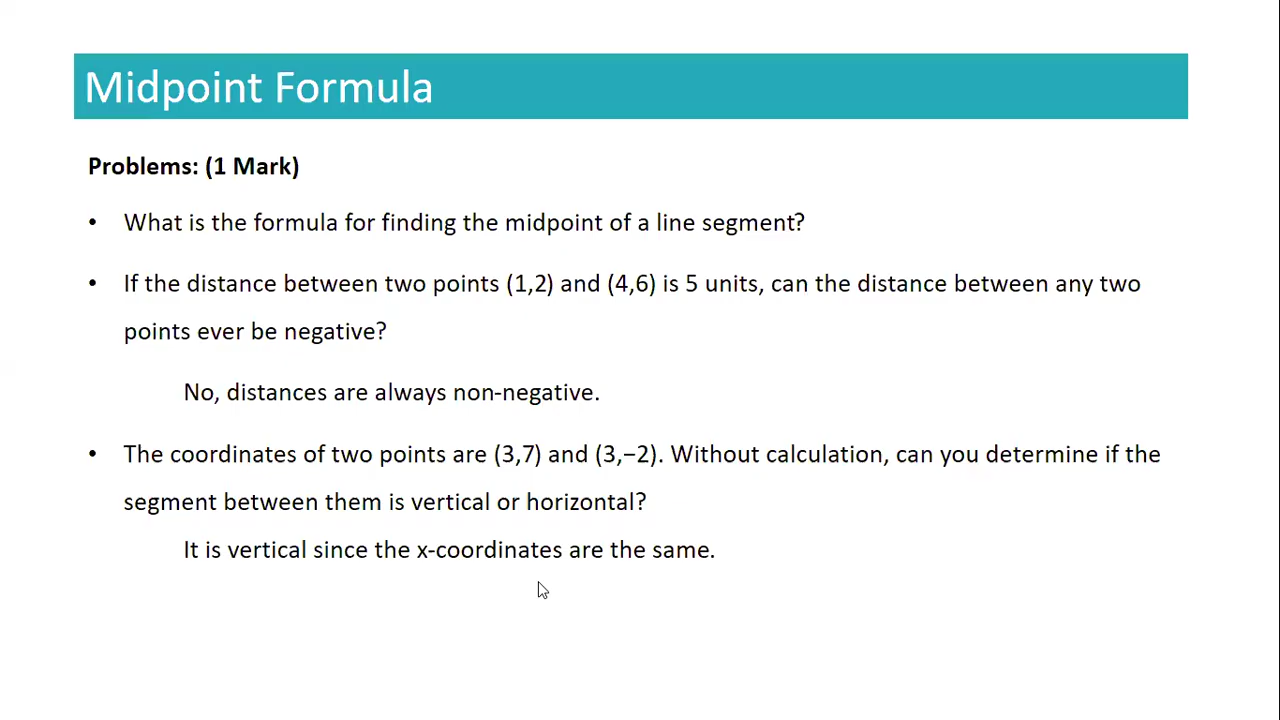 Midpoint Formula
Problems: (1 Mark)
• What is the formula for finding the midpoint of a line segment?
• If the distance between two points (1,2) and (4,6) is 5 units, can the distance between any two
points ever be negative?
No, distances are always non-negative.
• The coordinates of two points are (3,7) and (3,−2). Without calculation, can you determine if the
segment between them is vertical or horizontal?
It is vertical since the x-coordinates are the same.